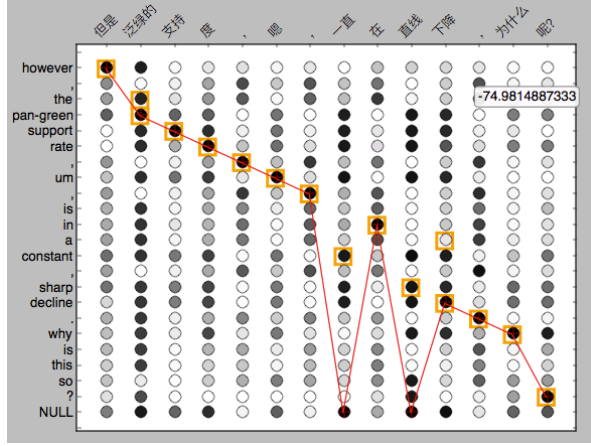 但是
泛绿的
支持
度
，
嗯
，
一直
在
直线
下降
，
为什么
呢?
however
,
the
pan-green
support
rate
,
um
,
is
in
a
constant
,
sharp
decline
.
why
is
this
so
?
NULL
-74.9814887333